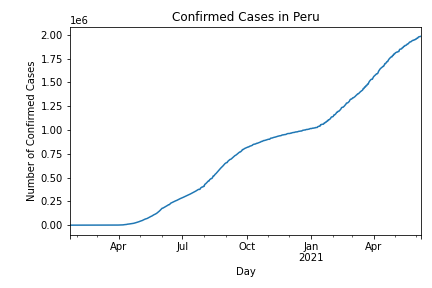 Confirmed Cases in Peru
1e6
2.00
1.75
1.50
1.25
1.00
0.75
0.50
0.25
0.00
Number of Confirmed Cases
Apr Jul Oct Jan Apr
2021
Day